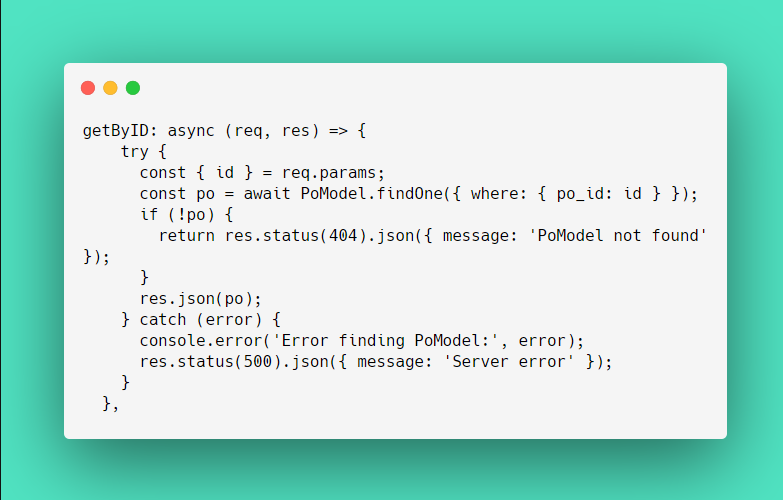 getByID: async (req, res) => {
    try {
      const { id } = req.params;
      const po = await PoModel.findOne({ where: { po_id: id } });
      if (!po) {
        return res.status(404).json({ message: 'PoModel not found'
});
      }
      res.json(po);
    } catch (error) {
      console.error('Error finding PoModel:', error);
      res.status(500).json({ message: 'Server error' });
    }
  },